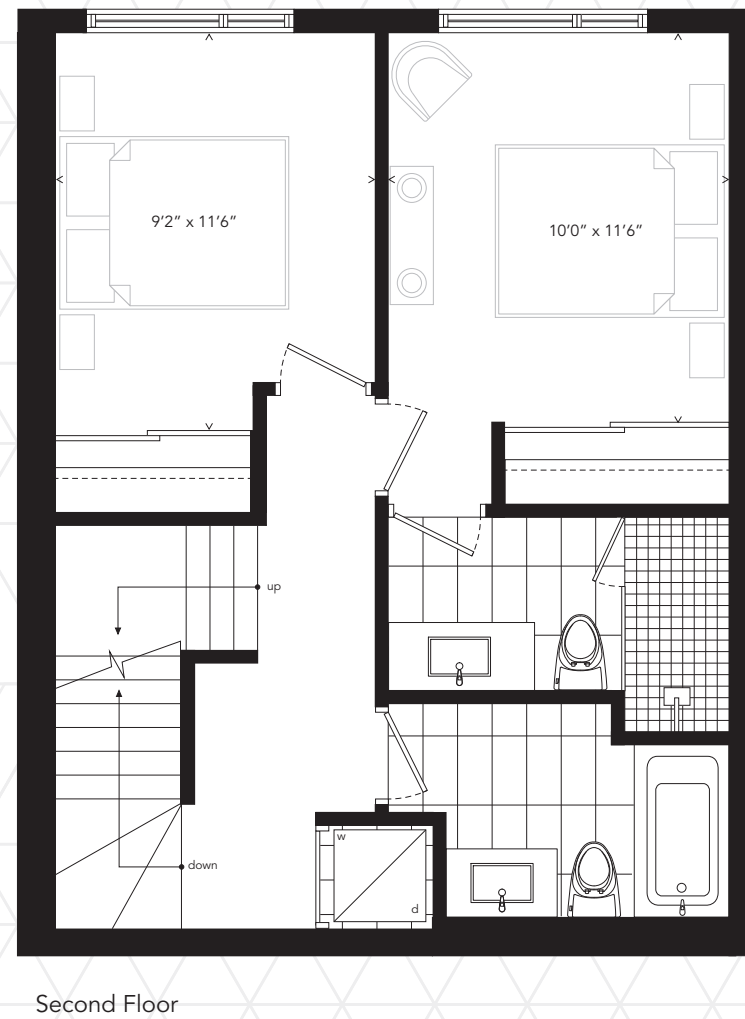 9’2” x 11’6”
10’0” x 11’6”
up
w
down
d
Second Floor